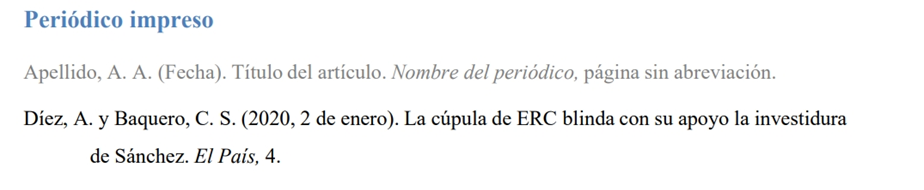 Periódico impreso
Apellido, A. A. (Fecha). Título del artículo. Nombre del periódico, página sin abreviación.
Díez, A. y Baquero, C. S. (2020, 2 de enero). La cúpula de ERC blinda con su apoyo la investidura
de Sánchez. El País, 4.